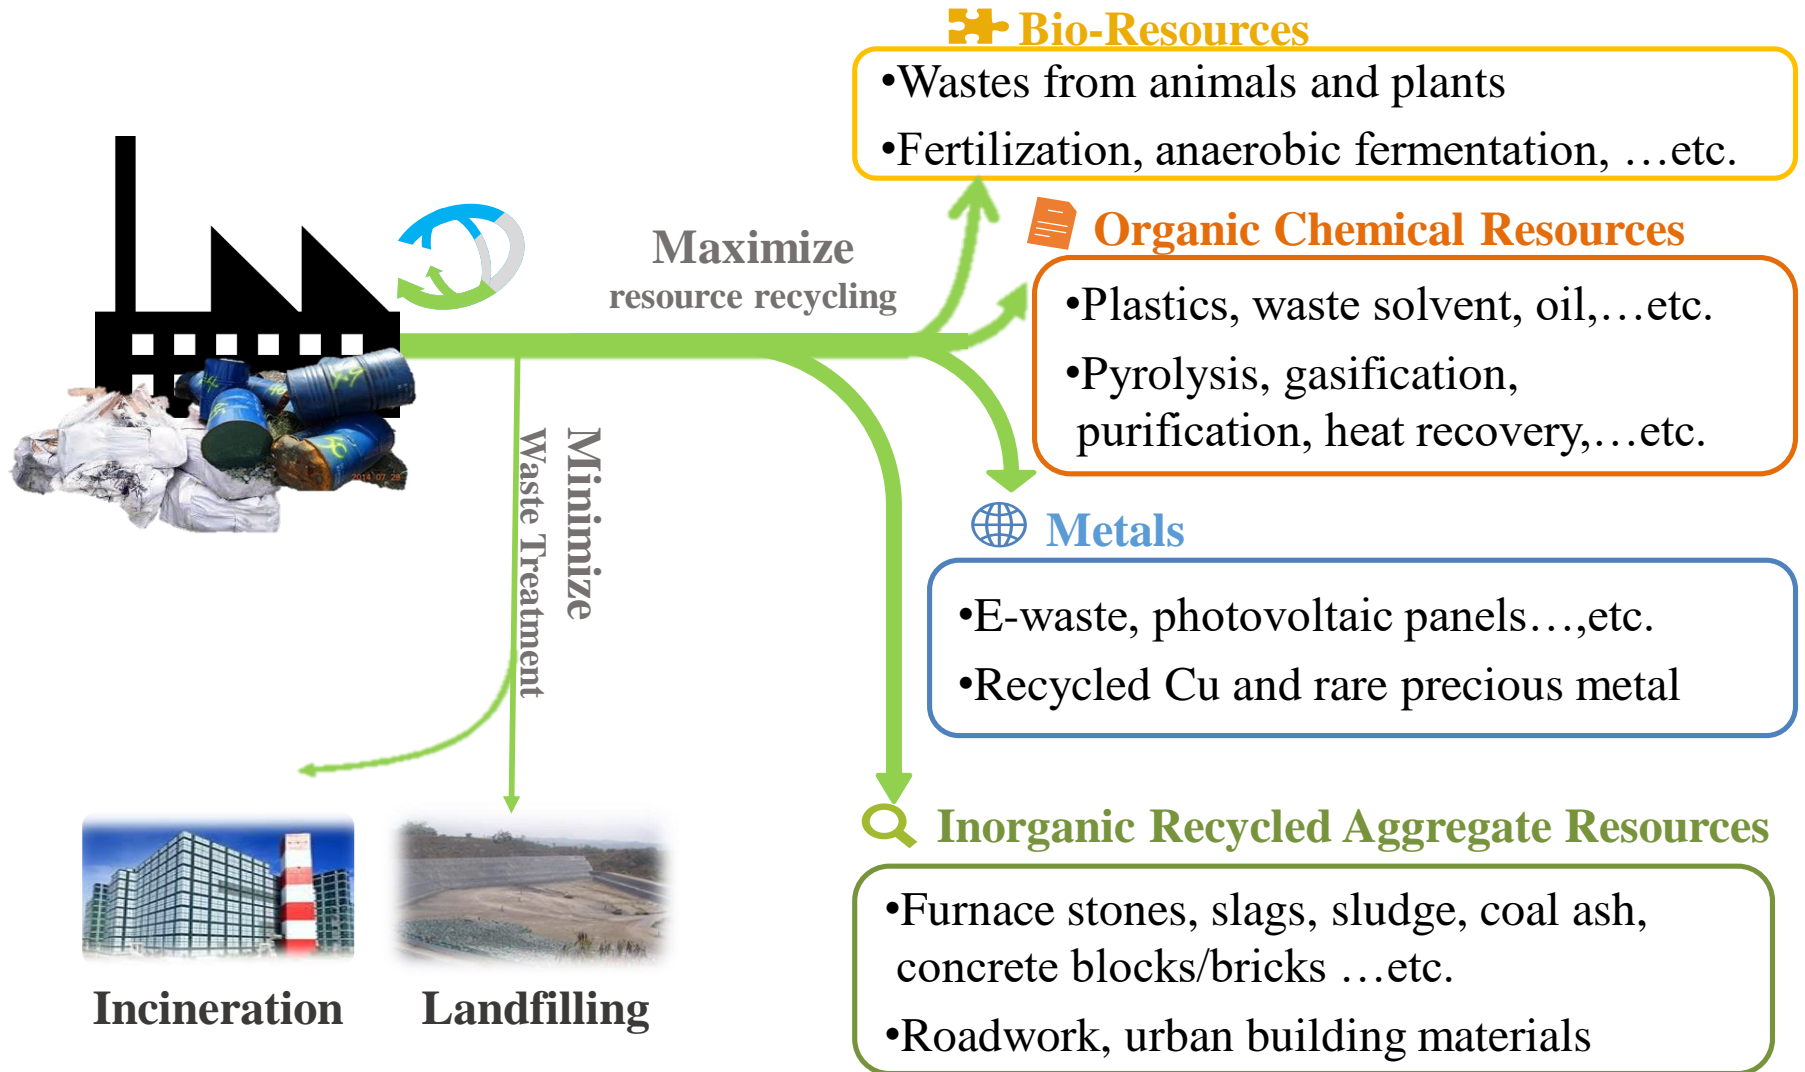 Bio-Resources
•Wastes from animals and plants
•Fertilization, anaerobic fermentation, …etc.
Organic Chemical Resources
•Plastics, waste solvent, oil,…etc.
•Pyrolysis, gasification,
purification, heat recovery,…etc.
Maximize
resource recycling
Minimize
Waste Treatment
Metals
•E-waste, photovoltaic panels…,etc.
•Recycled Cu and rare precious metal
Inorganic Recycled Aggregate Resources
•Furnace stones, slags, sludge, coal ash,
concrete blocks/bricks …etc.
•Roadwork, urban building materials
Incineration
Landfilling